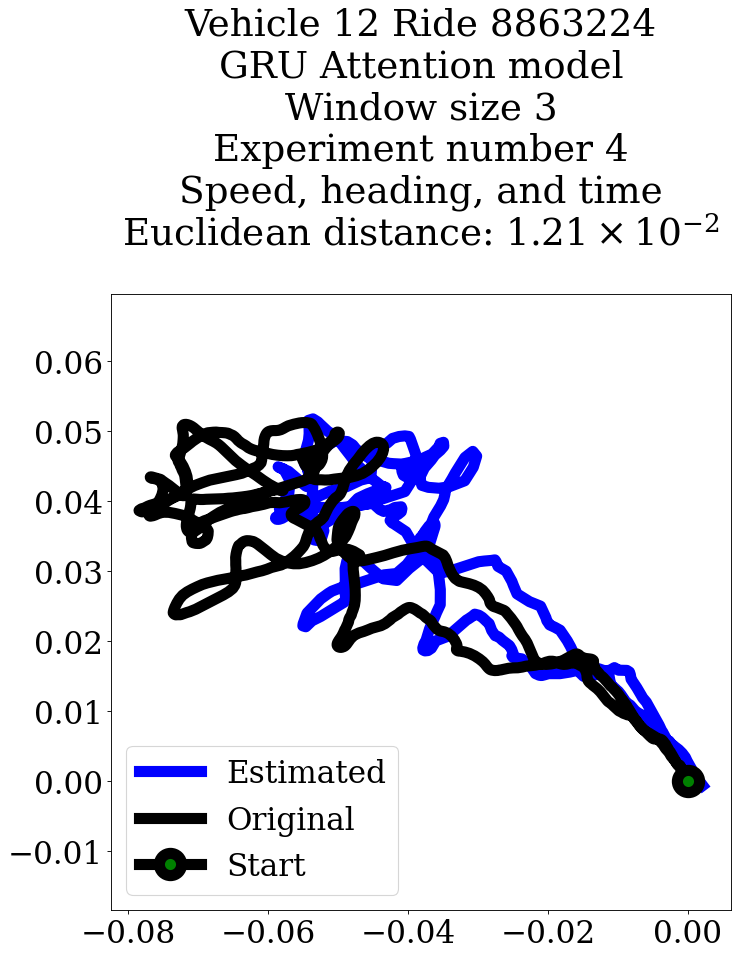 Vehicle 12 Ride 8863224
GRU Attention model
Window size 3
Experiment number 4
Speed, heading, and time
Euclidean distance: 1.21 × 10⁻²
0.06
0.05
0.04
0.03
0.02
0.01
0.00
−0.01
Estimated
Original
Start
−0.08 −0.06 −0.04 −0.02 0.00